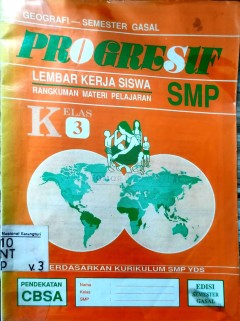 GEOGRAFI — SEMESTER GASAL
PROGRESIF
LEMBAR KERJA SISWA
RANGKUMAN MATERI PELAJARAN
SMP
KELAS
3
10
NT
P v. 3
BERDASARKAN KURIKULUM SMP YDS
PENDEKATAN
CBSA
Nama
Kelas
SMP
EDISI
SEMESTER
GASAL